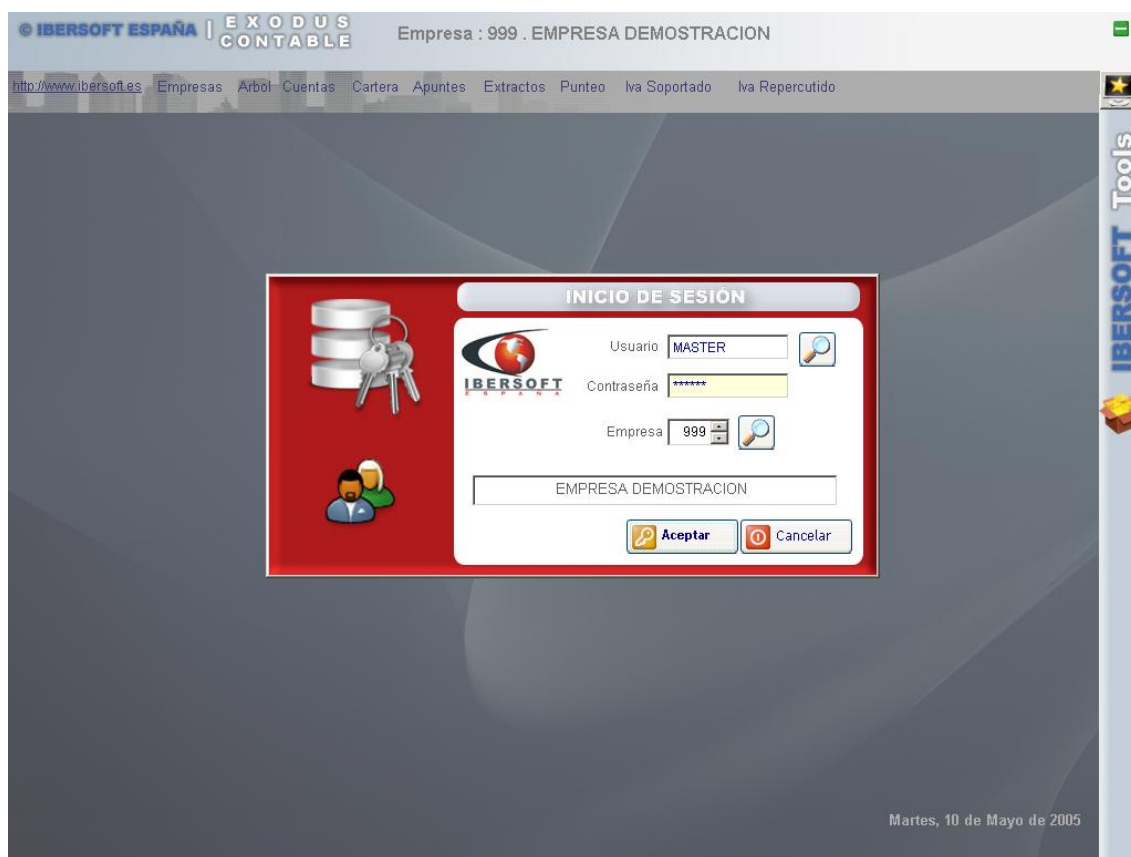 © IBERSOFT ESPAÑA | EXODUS CONTABLE
Empresa : 999 . EMPRESA DEMOSTRACION
http://www.ibersoft.es Empresas Arbol Cuentas Cartera Apuntes Extractos Punteo Iva Soportado Iva Repercutido
IBERSOFT Tools
INICIO DE SESIÓN
IBERSOFT
ESPAÑA
Usuario MASTER
Contraseña ******
Empresa 999
EMPRESA DEMOSTRACION
Aceptar Cancelar
Martes, 10 de Mayo de 2005